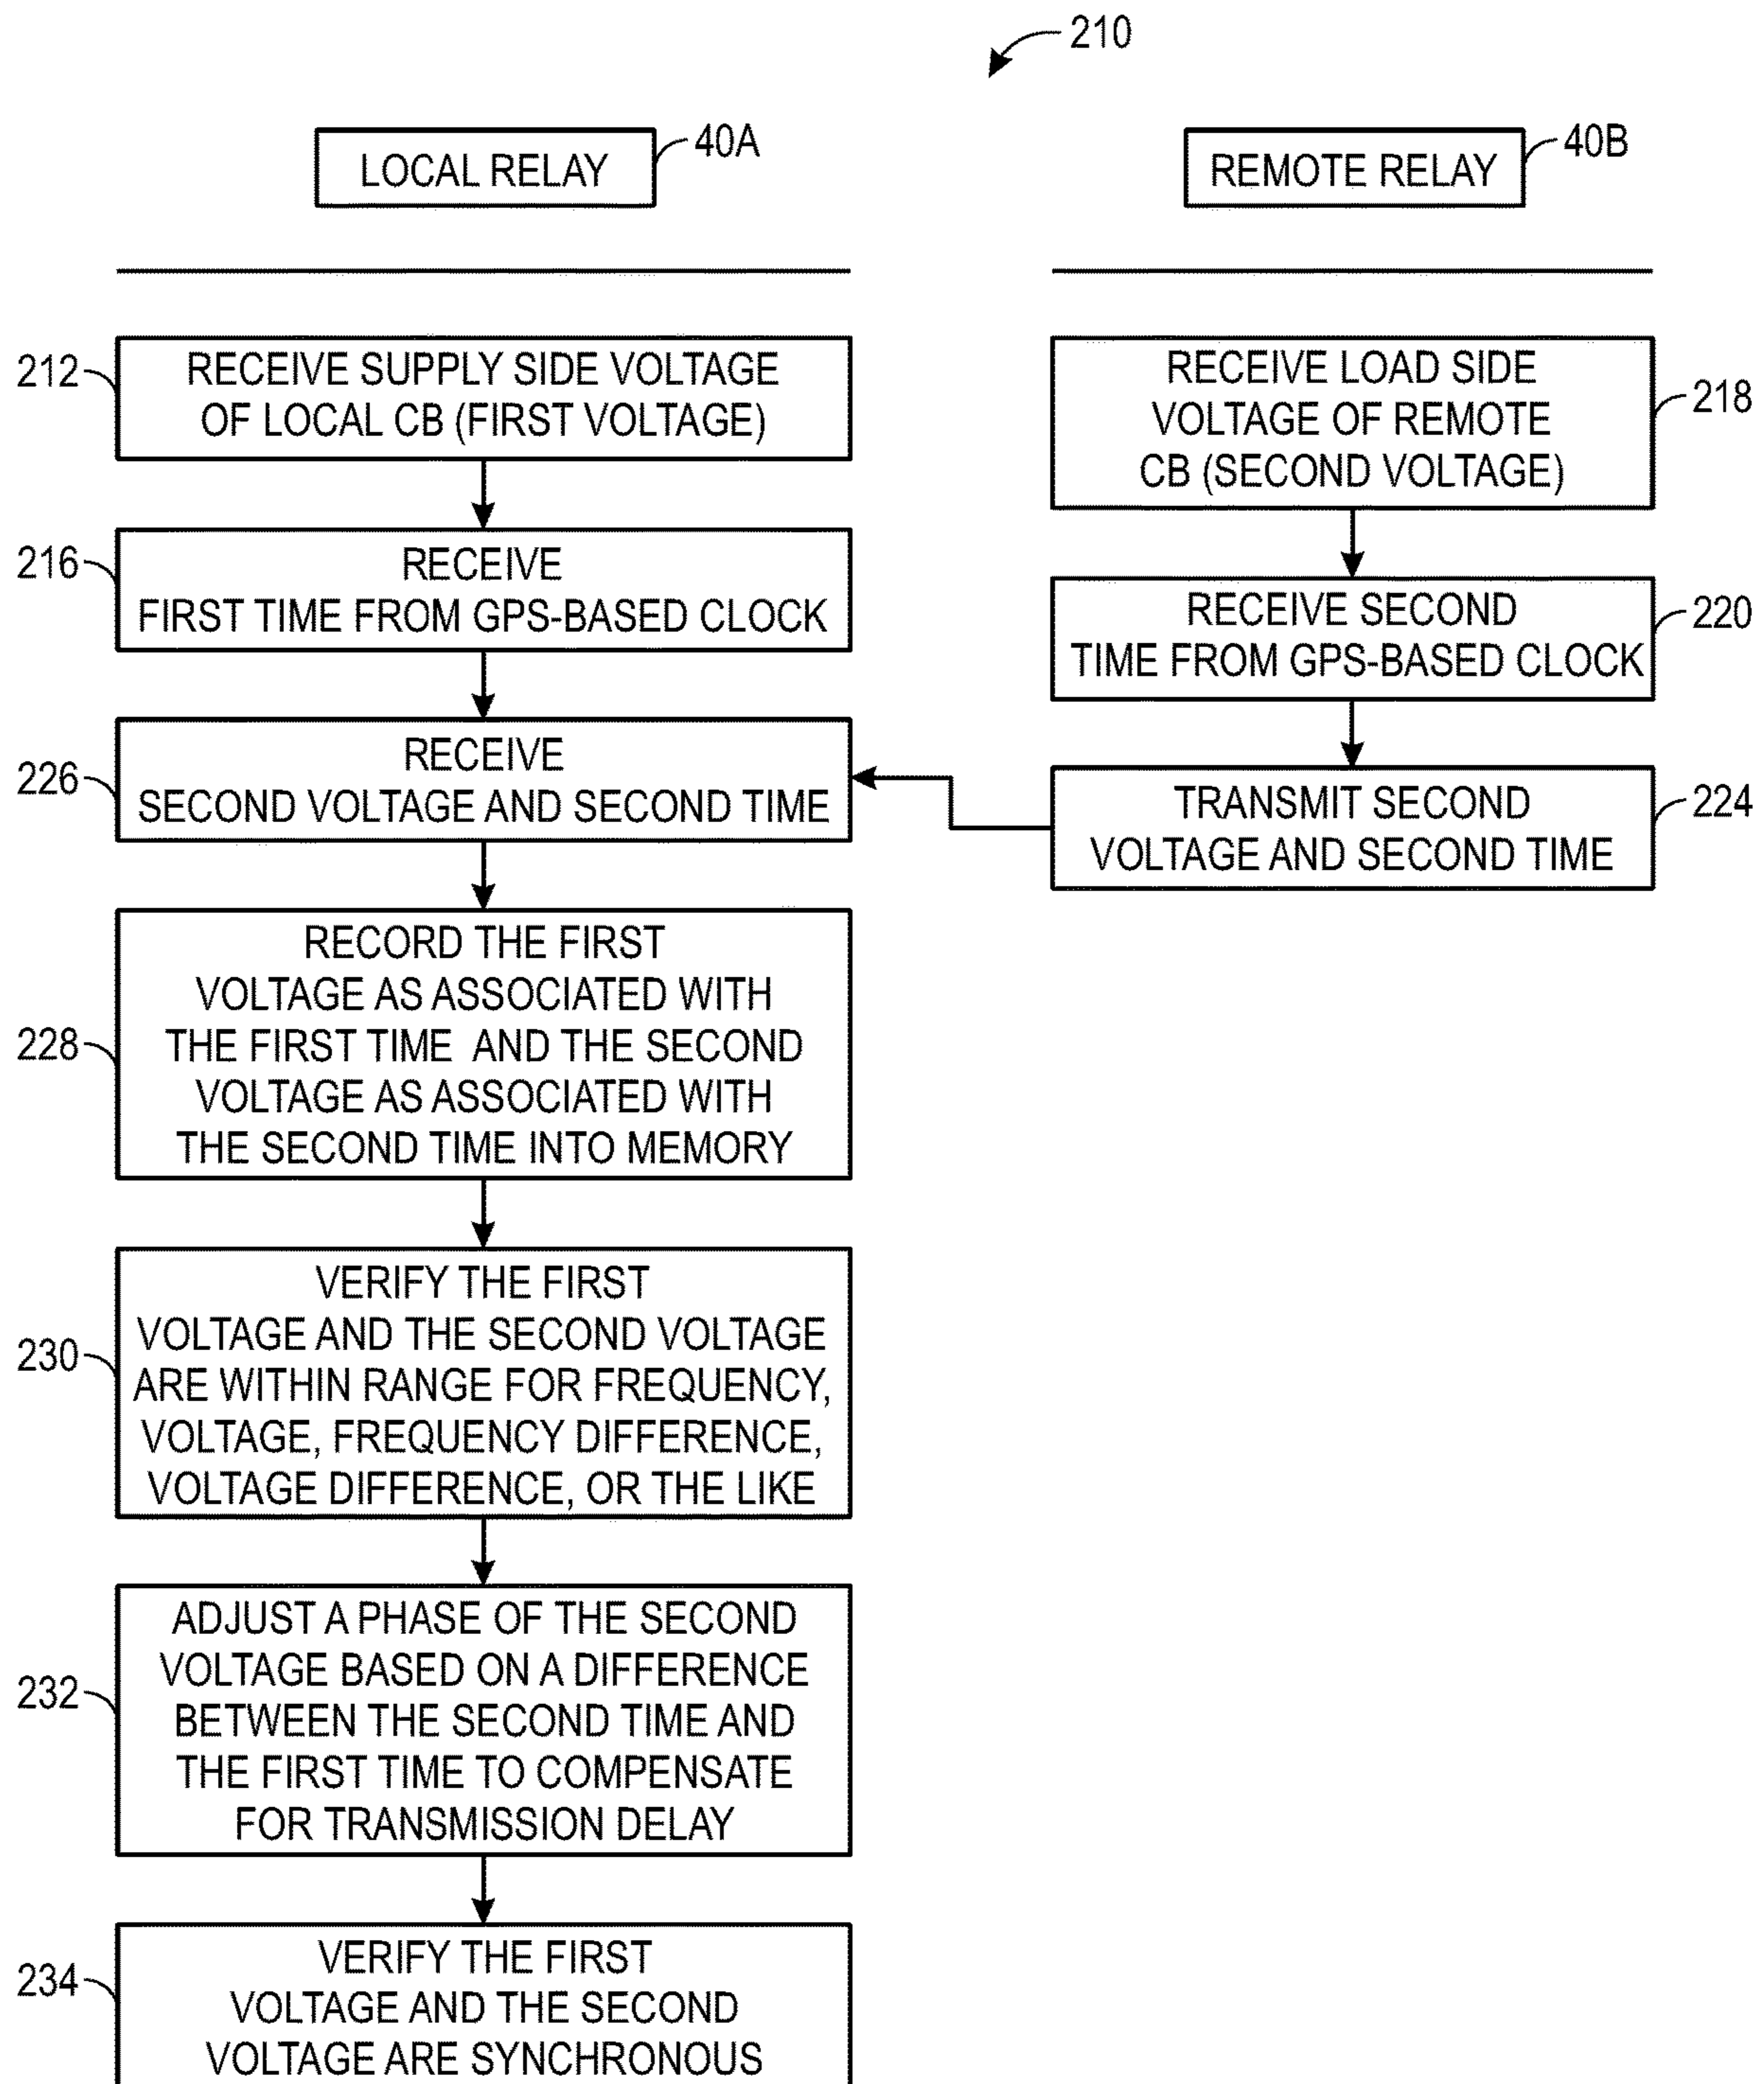 210
LOCAL RELAY
40A
REMOTE RELAY
40B
212
RECEIVE SUPPLY SIDE VOLTAGE
OF LOCAL CB (FIRST VOLTAGE)
216
RECEIVE
FIRST TIME FROM GPS-BASED CLOCK
226
RECEIVE
SECOND VOLTAGE AND SECOND TIME
228
RECORD THE FIRST
VOLTAGE AS ASSOCIATED WITH
THE FIRST TIME AND THE SECOND
VOLTAGE AS ASSOCIATED WITH
THE SECOND TIME INTO MEMORY
230
VERIFY THE FIRST
VOLTAGE AND THE SECOND VOLTAGE
ARE WITHIN RANGE FOR FREQUENCY,
VOLTAGE, FREQUENCY DIFFERENCE,
VOLTAGE DIFFERENCE, OR THE LIKE
232
ADJUST A PHASE OF THE SECOND
VOLTAGE BASED ON A DIFFERENCE
BETWEEN THE SECOND TIME AND
THE FIRST TIME TO COMPENSATE
FOR TRANSMISSION DELAY
234
VERIFY THE FIRST
VOLTAGE AND THE SECOND
VOLTAGE ARE SYNCHRONOUS
RECEIVE LOAD SIDE
VOLTAGE OF REMOTE
CB (SECOND VOLTAGE)
218
RECEIVE SECOND
TIME FROM GPS-BASED CLOCK
220
TRANSMIT SECOND
VOLTAGE AND SECOND TIME
224